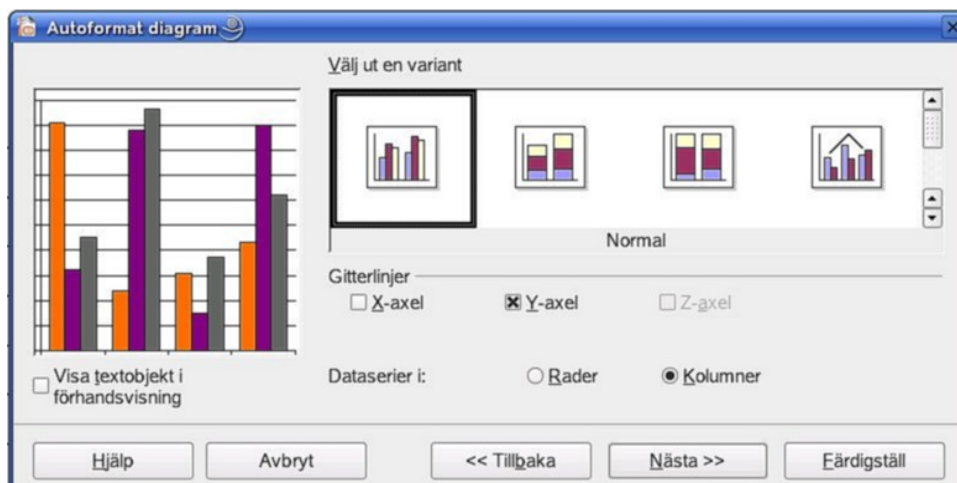 Autoformat diagram
Välj ut en variant
Normal
Gitterlinjer
X-axel
Y-axel
Z-axel
Visa textobjekt i
förhandsvisning
Dataserier i:
Rader
Kolumner
Hjälp
Avbryt
<< Tillbaka
Nästa >>
Färdigställ